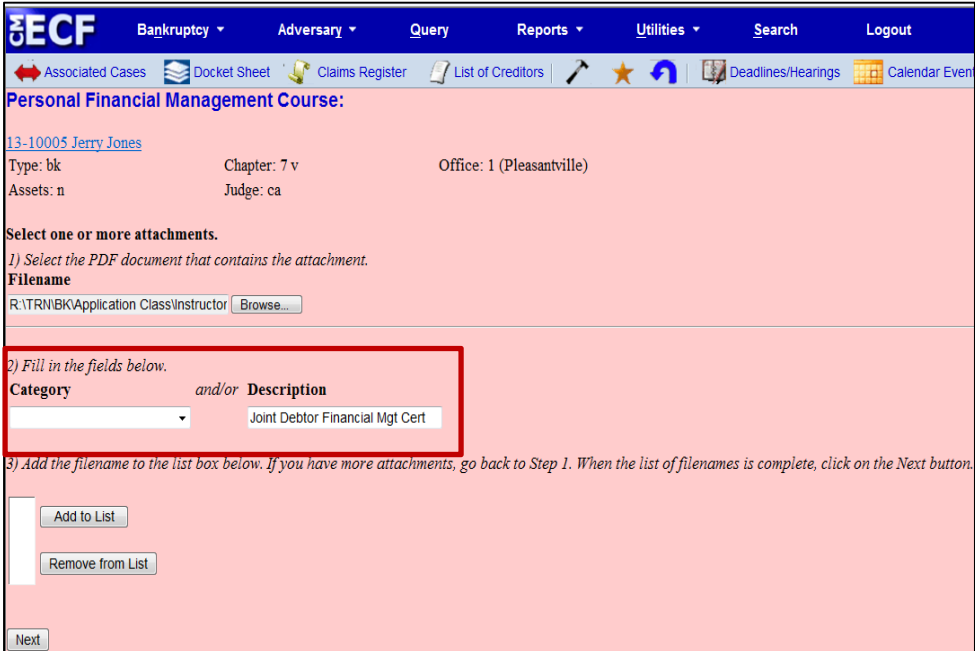 CM ECF Bankruptcy Adversary Query Reports Utilities Search Logout
Associated Cases Docket Sheet Claims Register List of Creditors Deadlines/Hearings Calendar Event
Personal Financial Management Course:
13-10005 Jerry Jones
Type: bk Chapter: 7 v Office: 1 (Pleasantville)
Assets: n Judge: ca
Select one or more attachments.
1) Select the PDF document that contains the attachment.
Filename
R:\TRN\BK\Application Class\Instructor Browse...
2) Fill in the fields below.
Category and/or Description
Joint Debtor Financial Mgt Cert
3) Add the filename to the list box below. If you have more attachments, go back to Step 1. When the list of filenames is complete, click on the Next button.
Add to List
Remove from List
Next